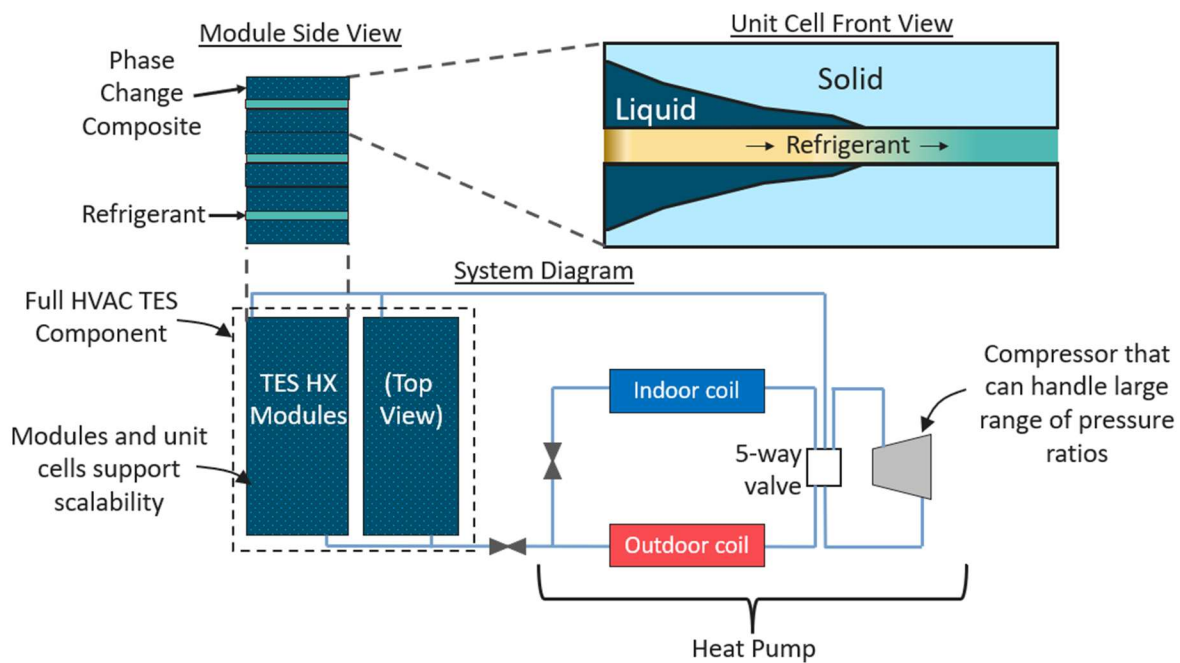 Module Side View
Phase
Change
Composite
Refrigerant
Unit Cell Front View
Solid
Liquid
→ Refrigerant →
System Diagram
Full HVAC TES
Component
TES HX
Modules
(Top
View)
Modules and unit
cells support
scalability
Indoor coil
Outdoor coil
5-way
valve
Compressor that
can handle large
range of pressure
ratios
Heat Pump